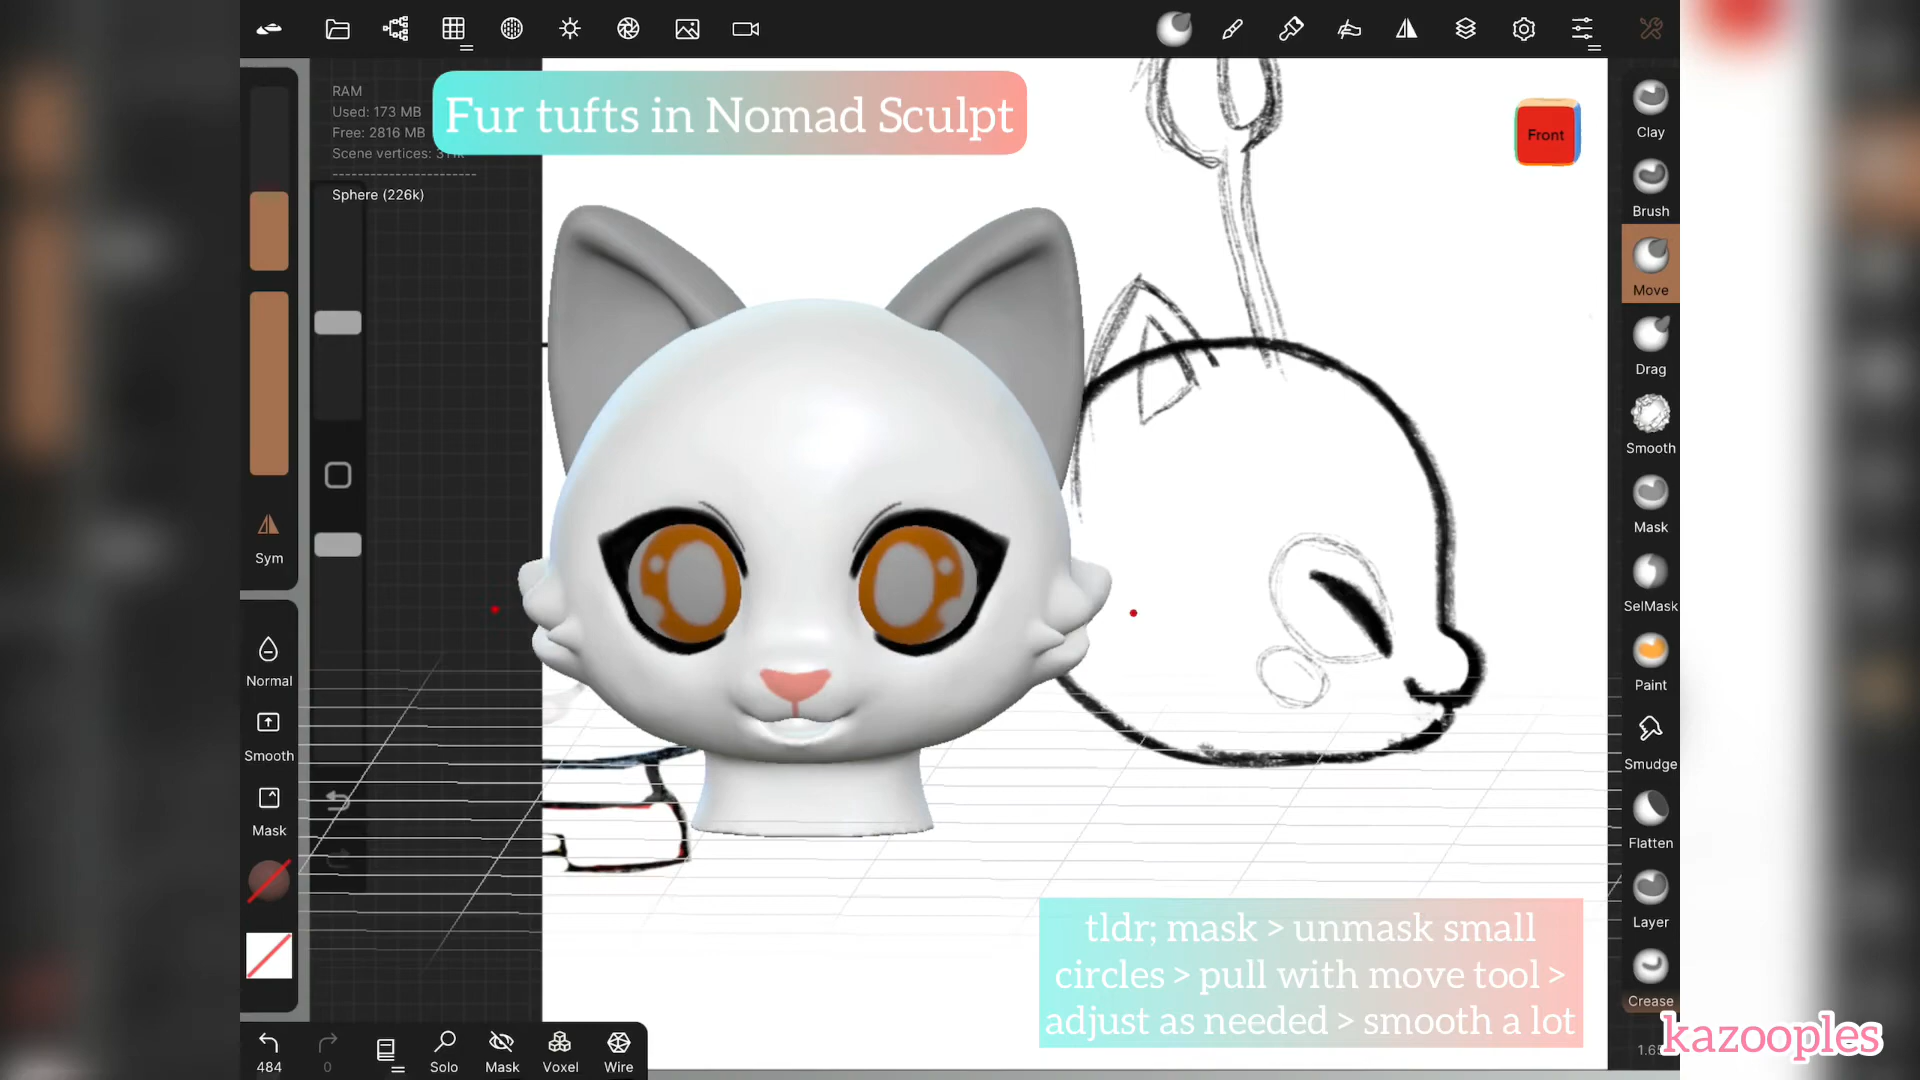 Fur tufts in Nomad Sculpt
RAM
Used: 173 MB
Free: 2816 MB
Scene vertices: 311k
Sphere (226k)
Front
Clay
Brush
Move
Drag
Smooth
Mask
SelMask
Paint
Smudge
Flatten
Layer
Crease
Sym
Normal
Smooth
Mask
tldr; mask > unmask small
circles > pull with move tool >
adjust as needed > smooth a lot
kazooples
484
0
Solo
Mask
Voxel
Wire